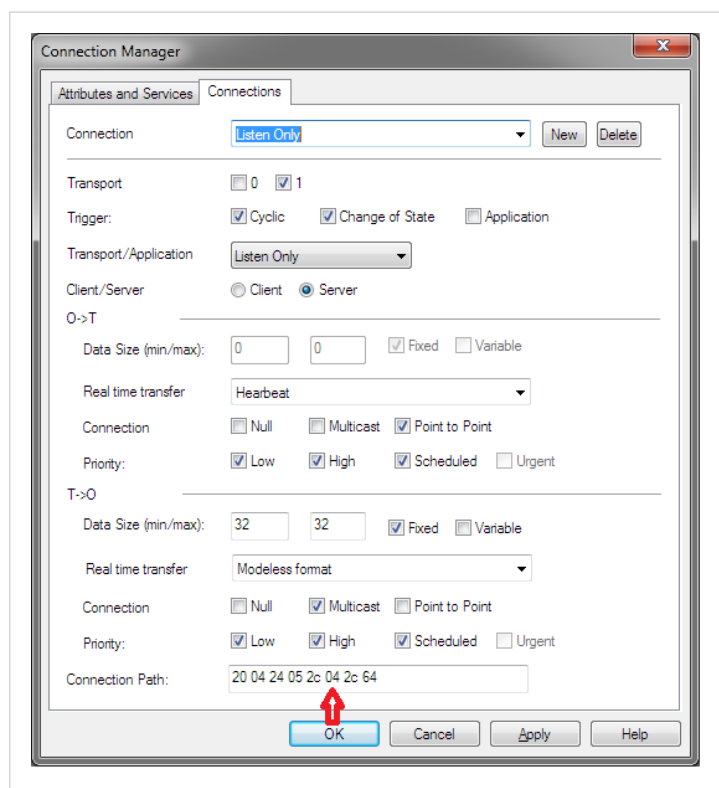 Connection Manager
Attributes and Services Connections
Connection Listen Only New Delete
Transport 0 1
Trigger: Cyclic Change of State Application
Transport/Application Listen Only
Client/Server Client Server
O->T
Data Size (min/max): 0 0 Fixed Variable
Real time transfer Hearbeat
Connection Null Multicast Point to Point
Priority: Low High Scheduled Urgent
T->O
Data Size (min/max): 32 32 Fixed Variable
Real time transfer Modeless format
Connection Null Multicast Point to Point
Priority: Low High Scheduled Urgent
Connection Path: 20 04 24 05 2c 04 2c 64
OK Cancel Apply Help